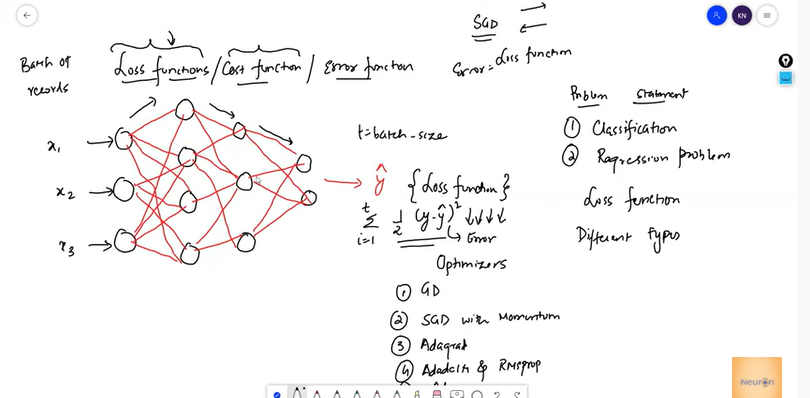 KN
SGD
Error = Loss function
Batch of
records
Loss functions / Cost function / Error function
x1
x2
x3
t = batch-size
ŷ
{Loss function}
t
Σ 1/2 (y-ŷ)² ↓↓↓↓
i=1
Error
Optimizers
① GD
② SGD with Momentum
③ Adagrad
④ & RMSprop
Problem Statement
① Classification
② Regression problem
Loss function
Different types
Neuron